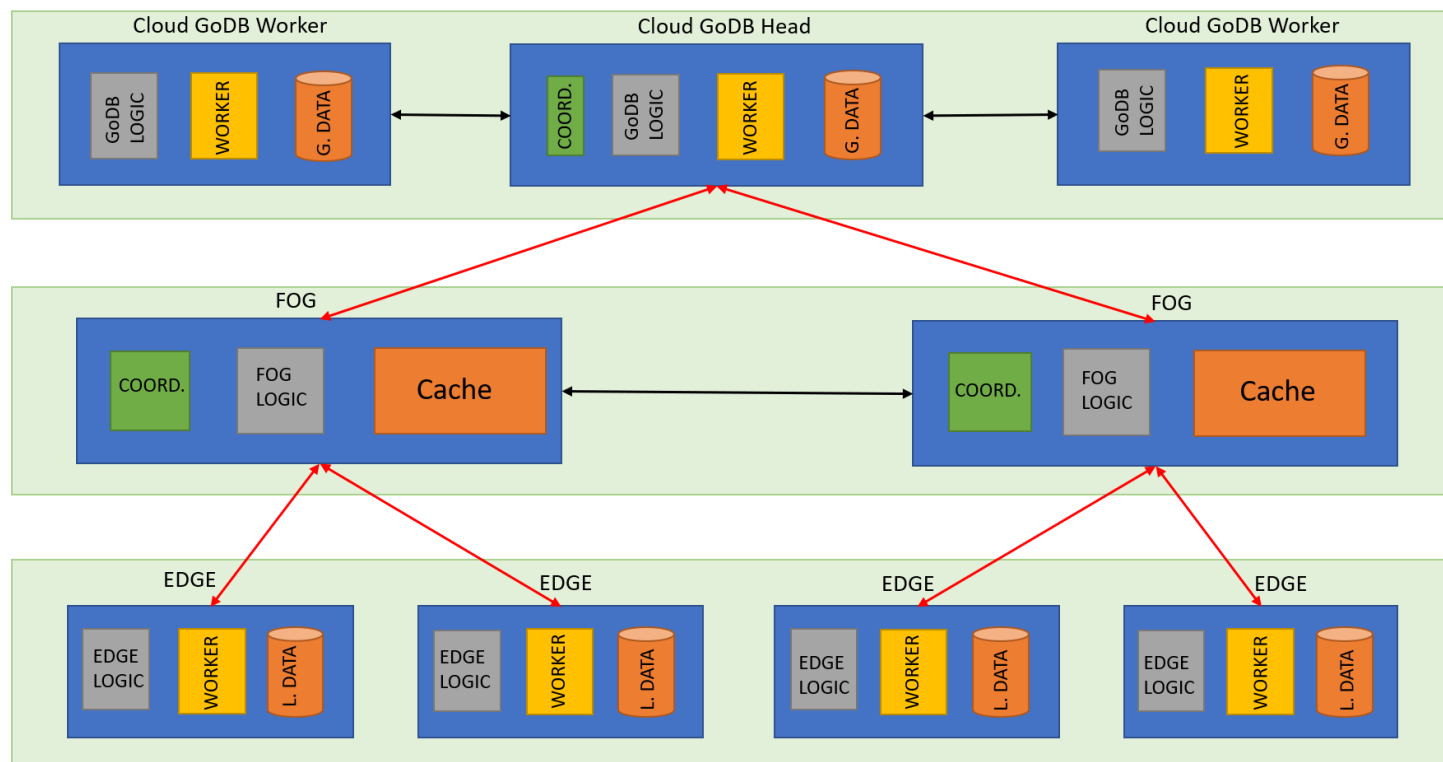 Cloud GoDB Worker
Cloud GoDB Head
Cloud GoDB Worker
GoDB
LOGIC
WORKER
G. DATA
COORD.
GoDB
LOGIC
WORKER
G. DATA
GoDB
LOGIC
WORKER
G. DATA
FOG
COORD.
FOG
LOGIC
Cache
FOG
COORD.
FOG
LOGIC
Cache
EDGE
EDGE
LOGIC
WORKER
L. DATA
EDGE
EDGE
LOGIC
WORKER
L. DATA
EDGE
EDGE
LOGIC
WORKER
L. DATA
EDGE
EDGE
LOGIC
WORKER
L. DATA